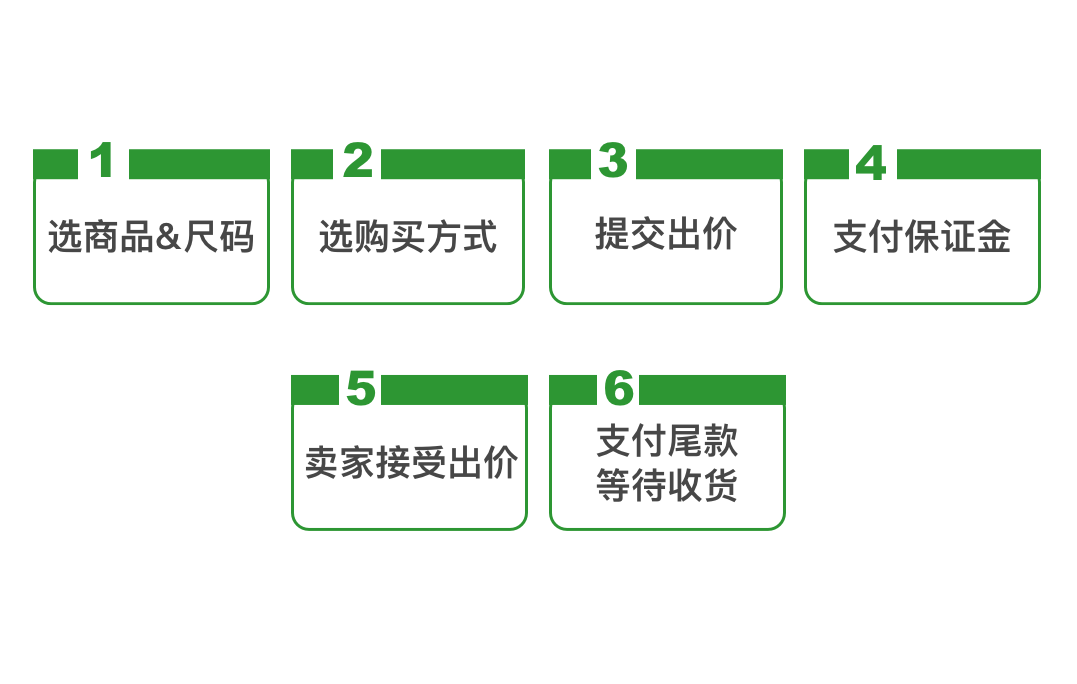 1
选商品&尺码
2
选购买方式
3
提交出价
4
支付保证金
5
卖家接受出价
6
支付尾款
等待收货